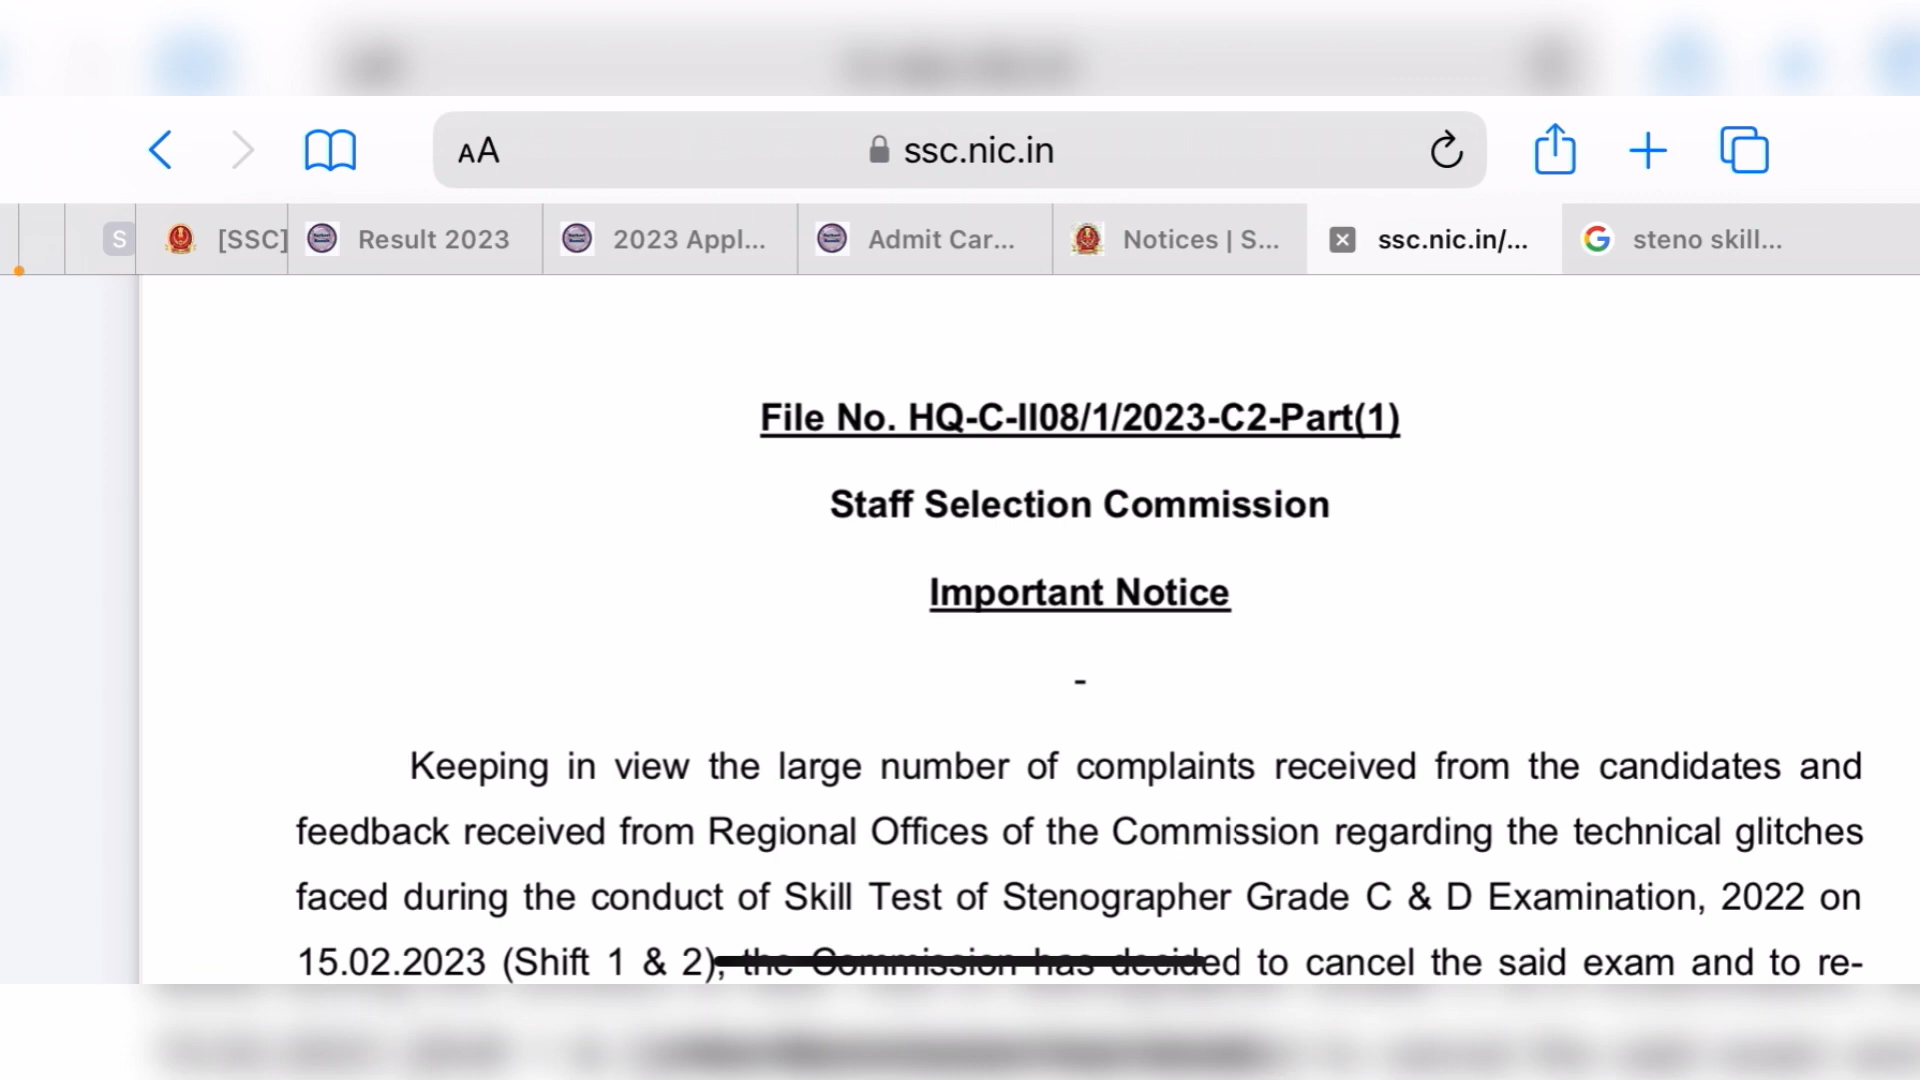 AA ssc.nic.in
S [SSC] Result 2023 2023 Appl... Admit Car... Notices | S... ssc.nic.in/... steno skill...
File No. HQ-C-II08/1/2023-C2-Part(1)
Staff Selection Commission
Important Notice
-
Keeping in view the large number of complaints received from the candidates and
feedback received from Regional Offices of the Commission regarding the technical glitches
faced during the conduct of Skill Test of Stenographer Grade C & D Examination, 2022 on
15.02.2023 (Shift 1 & 2), the Commission has decided to cancel the said exam and to re-